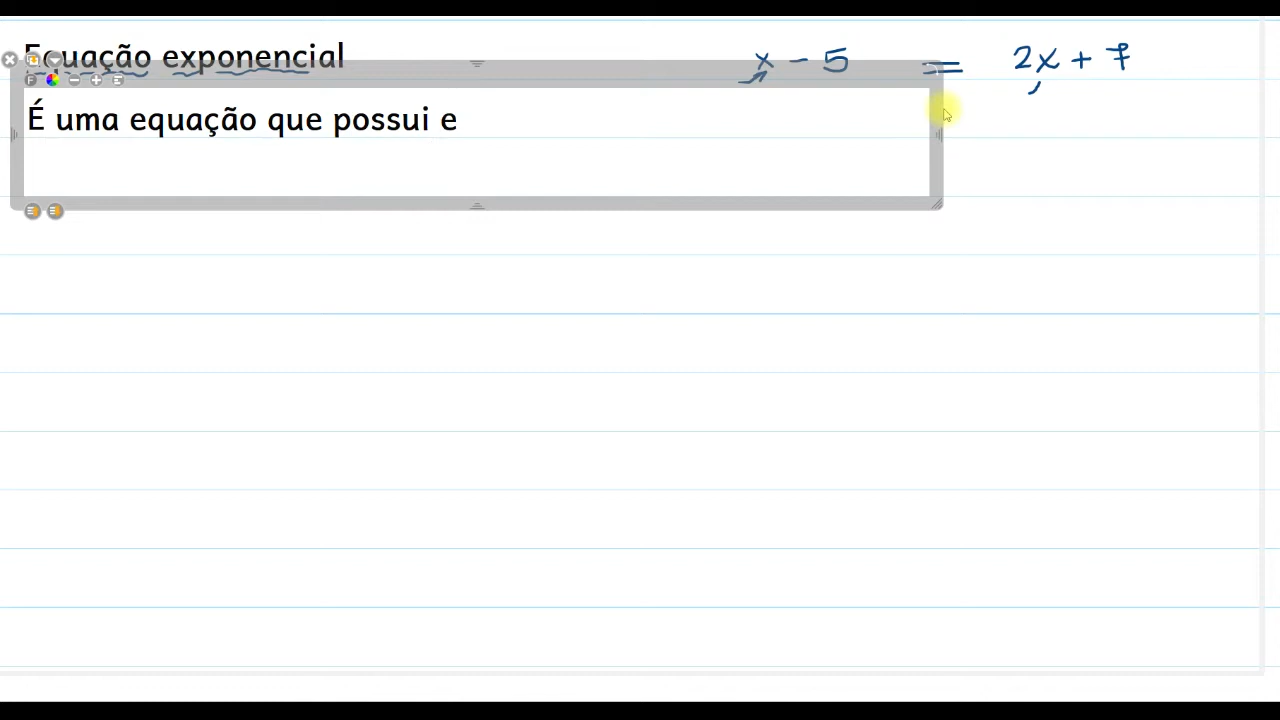 Equação exponencial
x - 5 = 2x + 7
É uma equação que possui e